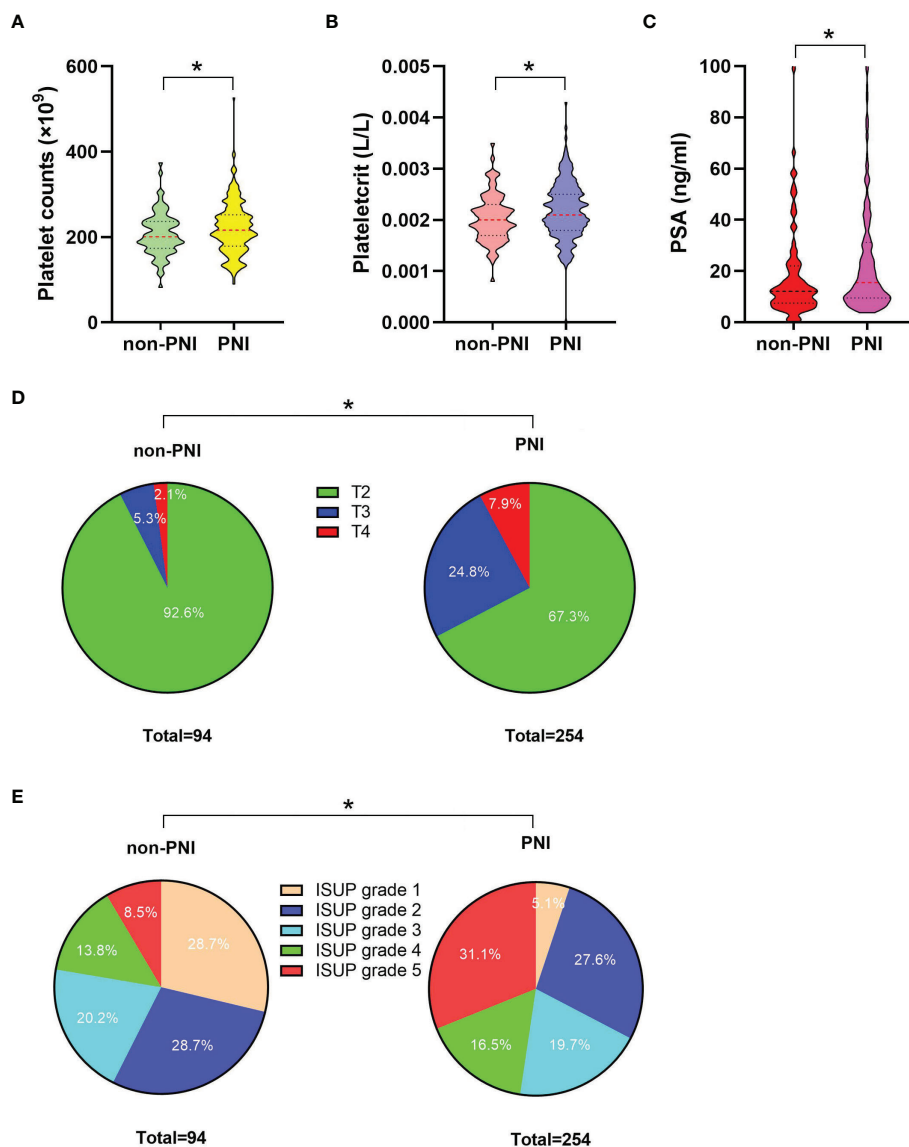 A
B
C
*
*
*
Platelet counts (×10⁹)
600
400
200
0
non-PNI
PNI
Plateletcrit (L/L)
0.005
0.004
0.003
0.002
0.001
0.000
non-PNI
PNI
PSA (ng/ml)
100
80
60
40
20
0
non-PNI
PNI
D
*
non-PNI
PNI
T2
T3
T4
2.1%
5.3%
92.6%
7.9%
24.8%
67.3%
Total=94
Total=254
E
*
non-PNI
PNI
ISUP grade 1
ISUP grade 2
ISUP grade 3
ISUP grade 4
ISUP grade 5
8.5%
13.8%
28.7%
20.2%
28.7%
5.1%
31.1%
27.6%
16.5%
19.7%
Total=94
Total=254